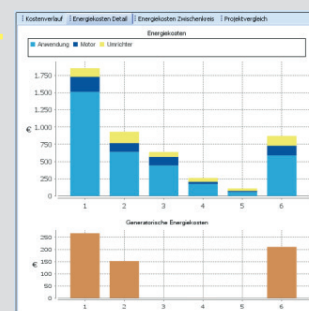 Kostenverlauf Energiekosten Detail Energiekosten Zwischenkreis Projektvergleich
Energiekosten
Anwendung Motor Umrichter
1.750
1.500
1.250
1.000
750
500
250
0
€
1 2 3 4 5 6
Generatorische Energiekosten
250
200
150
100
50
0
€
1 2 3 4 5 6